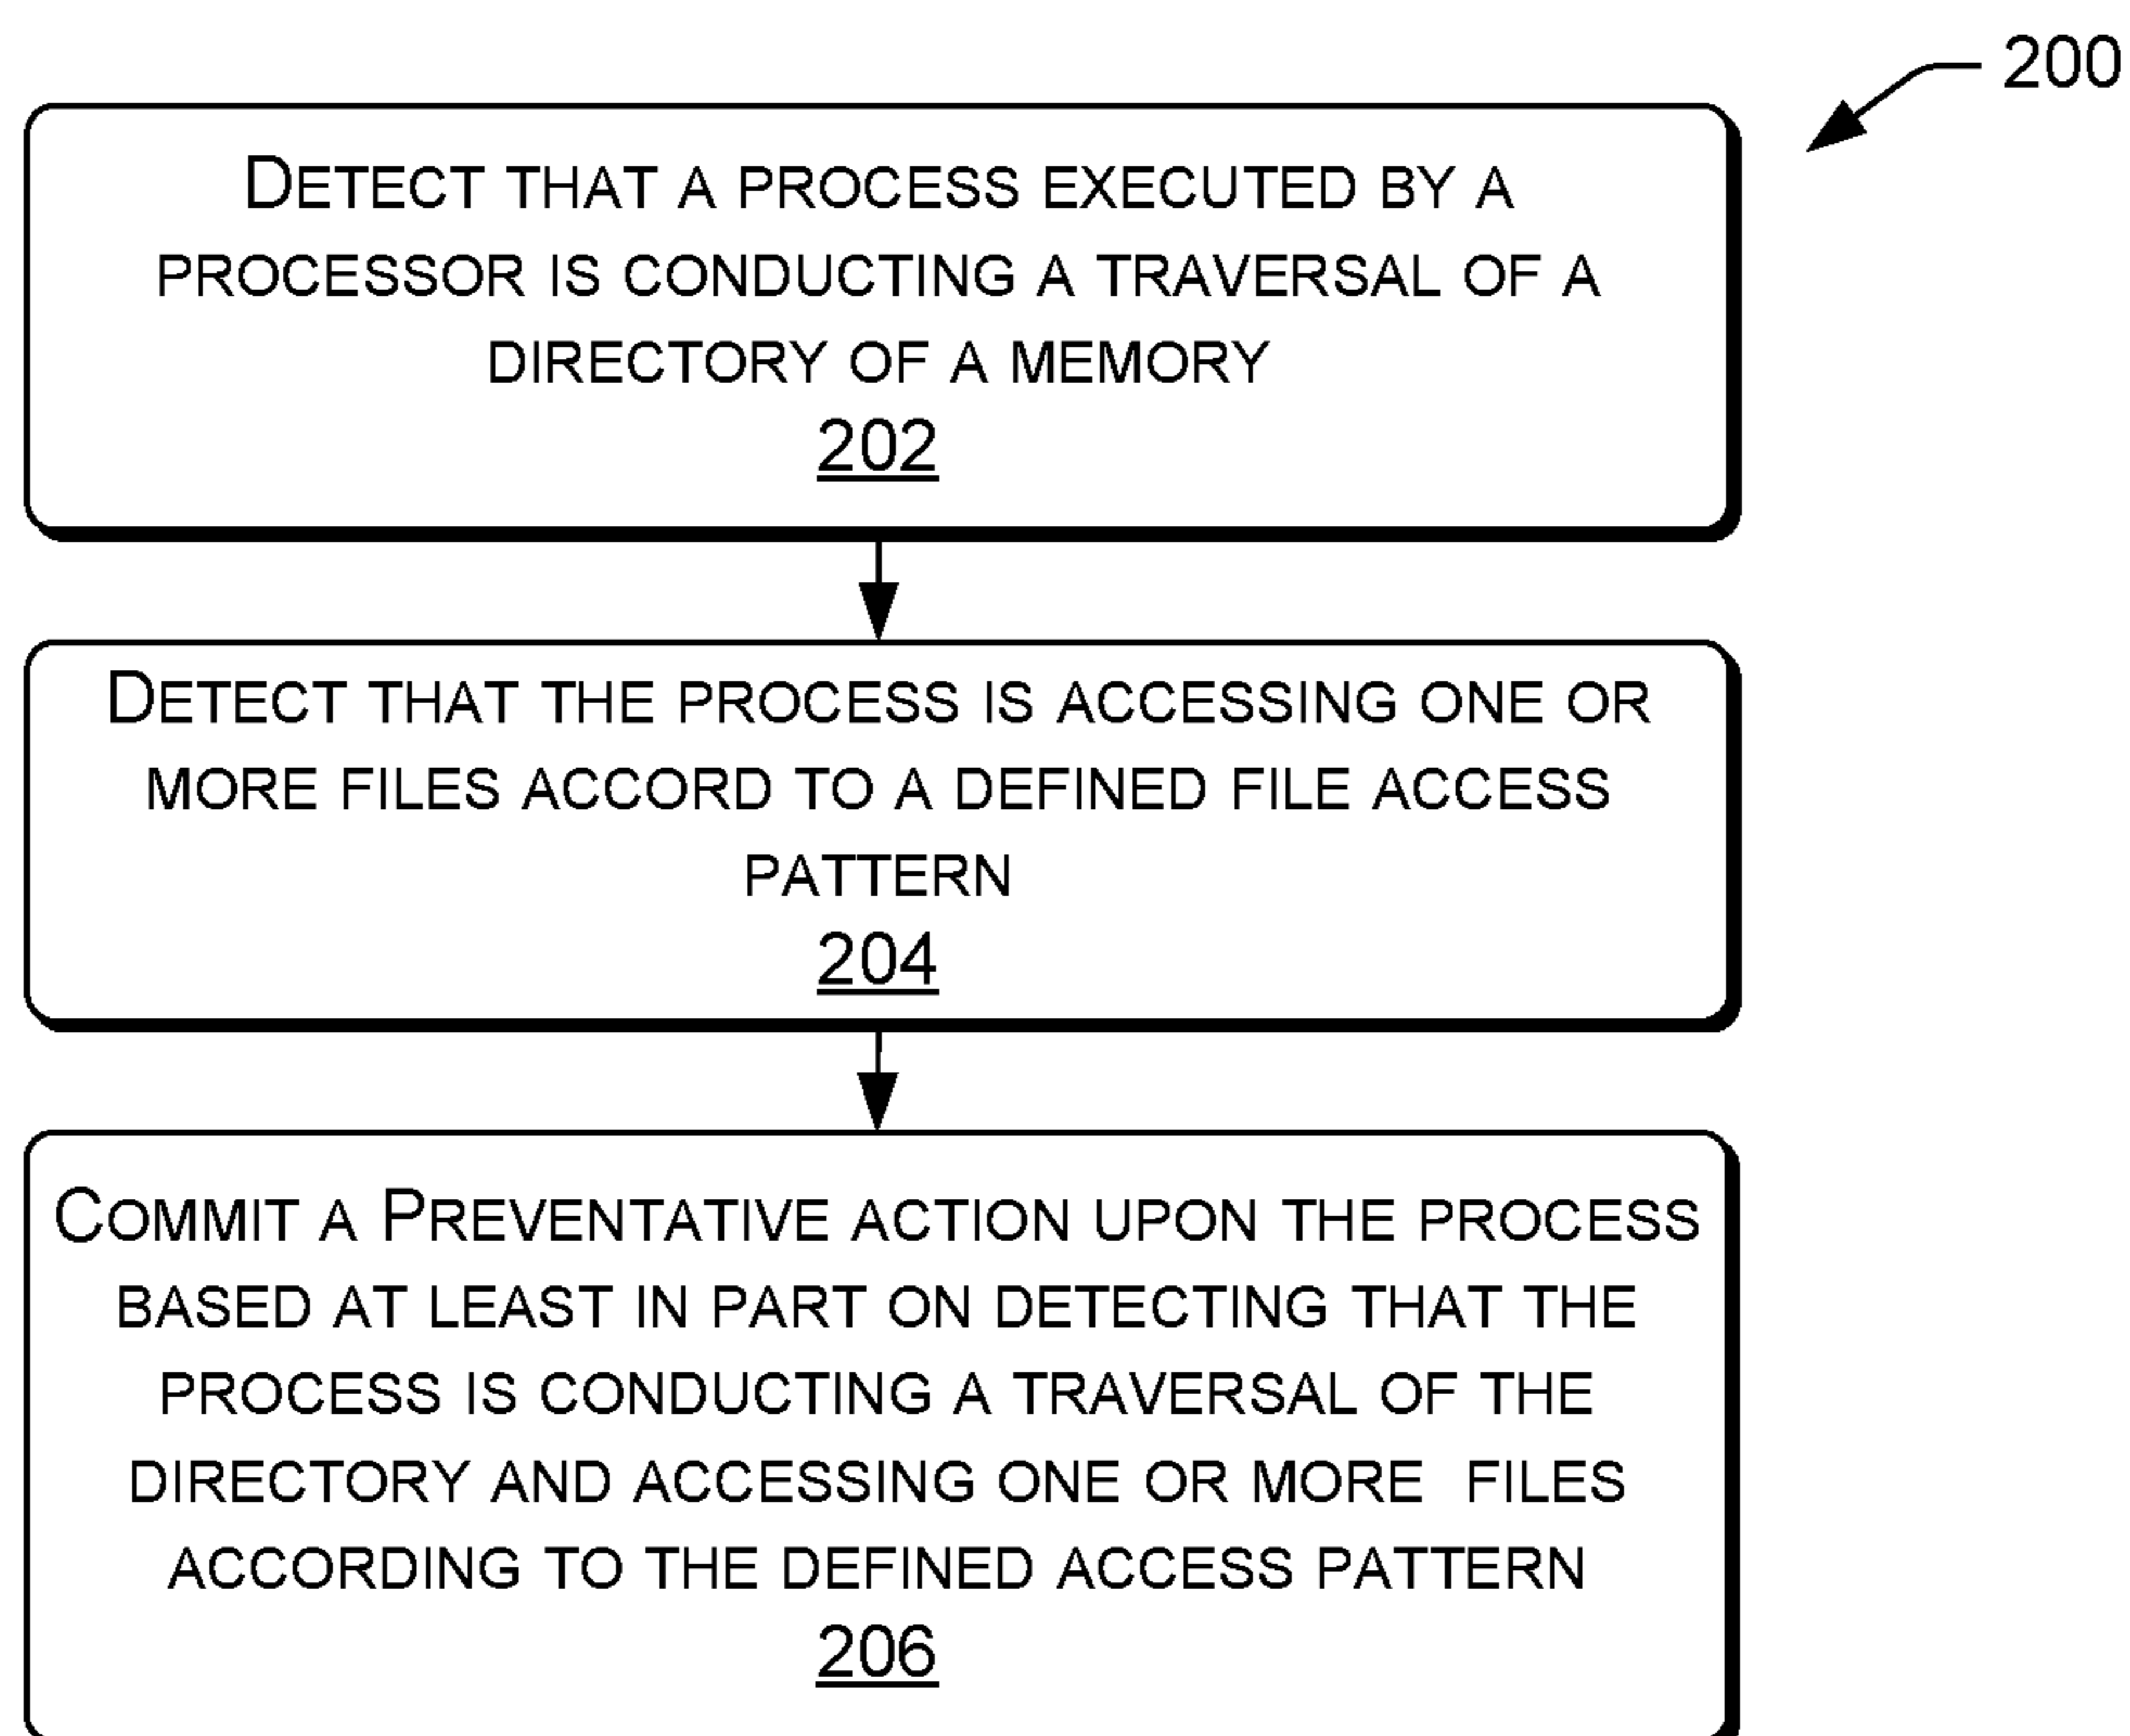 200
DETECT THAT A PROCESS EXECUTED BY A
PROCESSOR IS CONDUCTING A TRAVERSAL OF A
DIRECTORY OF A MEMORY
202
DETECT THAT THE PROCESS IS ACCESSING ONE OR
MORE FILES ACCORD TO A DEFINED FILE ACCESS
PATTERN
204
COMMIT A PREVENTATIVE ACTION UPON THE PROCESS
BASED AT LEAST IN PART ON DETECTING THAT THE
PROCESS IS CONDUCTING A TRAVERSAL OF THE
DIRECTORY AND ACCESSING ONE OR MORE FILES
ACCORDING TO THE DEFINED ACCESS PATTERN
206